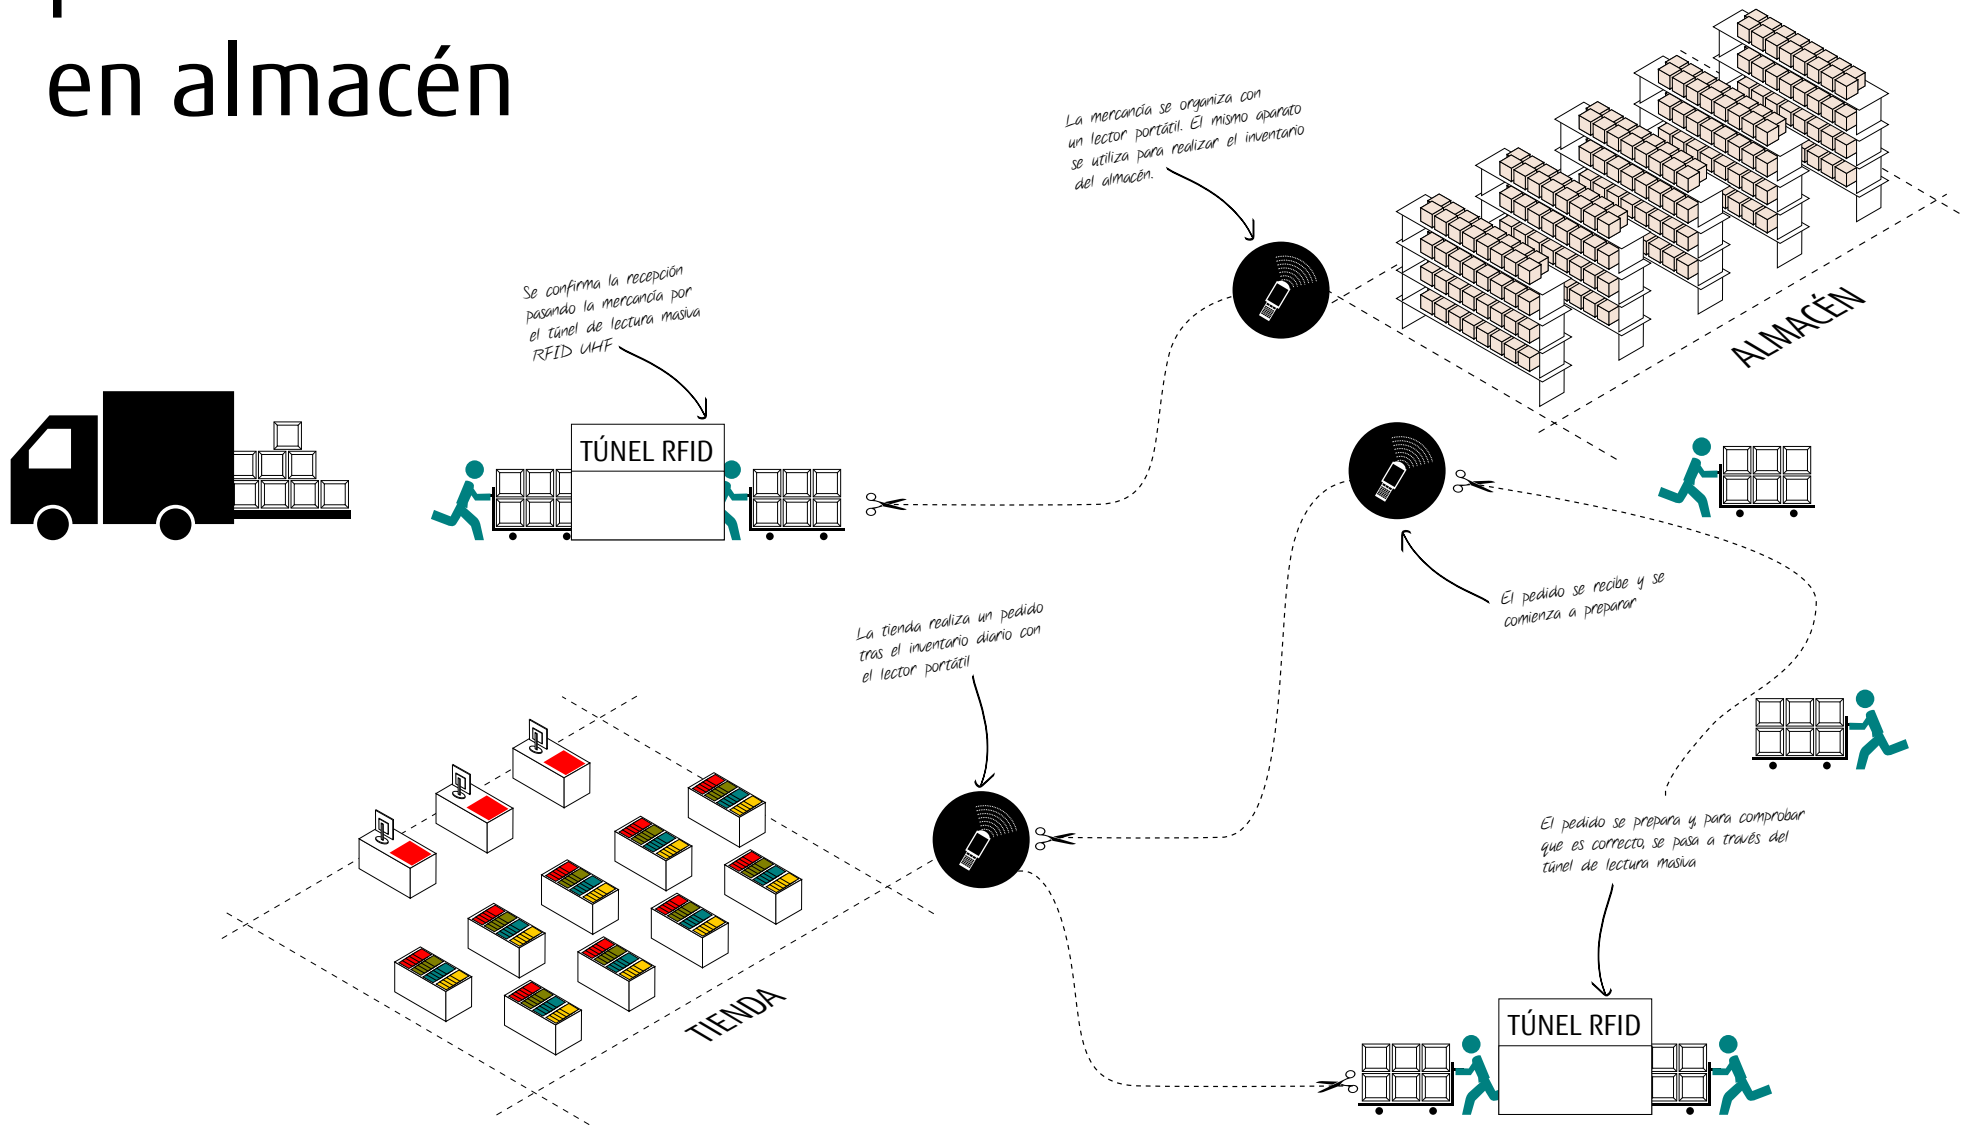 en almacén
La mercancía se organiza con
un lector portátil. El mismo aparato
se utiliza para realizar el inventario
del almacén.
Se confirma la recepción
pasando la mercancía por
el túnel de lectura masiva
RFID UHF
ALMACÉN
TÚNEL RFID
El pedido se recibe y se
comienza a preparar
La tienda realiza un pedido
tras el inventario diario con
el lector portátil
El pedido se prepara y, para comprobar
que es correcto, se pasa a través del
túnel de lectura masiva
TIENDA
TÚNEL RFID